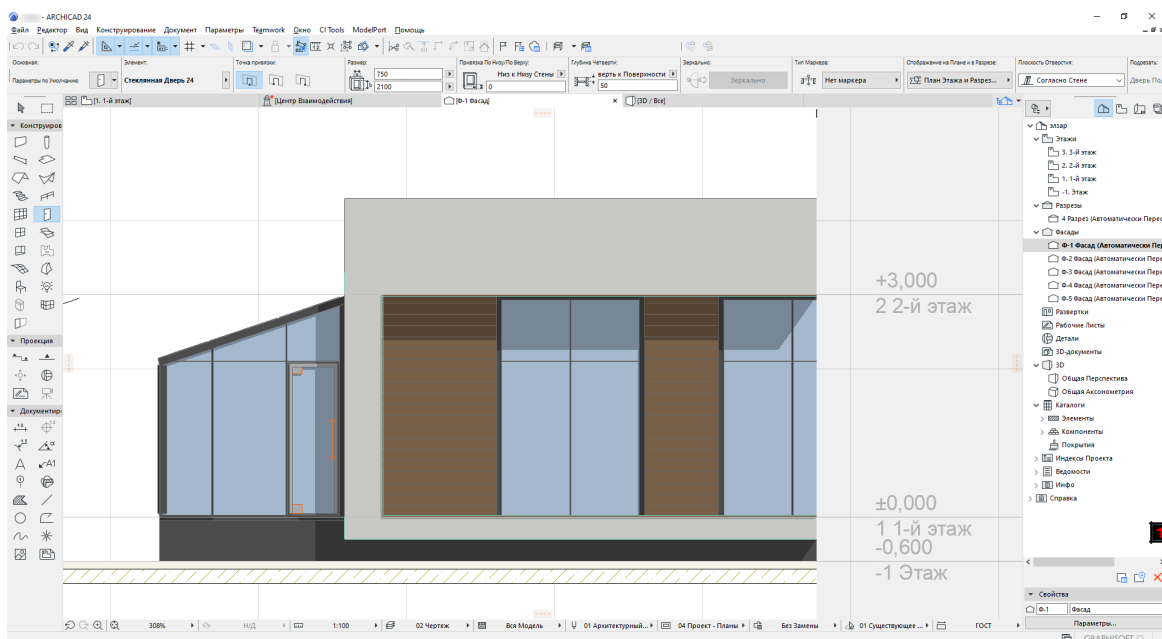 - ARCHICAD 24
Файл Редактор Вид Конструирование Документ Параметры Teamwork Окно CI Tools ModelPort Помощь
Основная: Элемент: Точка привязки: Размер: Привязка По Низу/По Верху: Глубина Четверти: Зеркально: Тип Маркера: Отображение на Плане и в Разрезе: Плоскость Отверстия: Подрезать:
Параметры по Умолчанию Стеклянная Дверь 24 750 Низ к Низу Стены верть к Поверхности Зеркально Нет маркера План Этажа и Разрез... Согласно Стене Дверь По
2100 0 50
[1. 1-й этаж] [Центр Взаимодействия] [Ф-1 Фасад] [3D / Все]
Конструиров
Проекция
Документир
+3,000
2 2-й этаж
±0,000
1 1-й этаж
-0,600
-1 Этаж
элзар
Этажи
3. 3-й этаж
2. 2-й этаж
1. 1-й этаж
-1. Этаж
Разрезы
4 Разрез (Автоматически Перес
Фасады
Ф-1 Фасад (Автоматически Пер
Ф-2 Фасад (Автоматически Пере
Ф-3 Фасад (Автоматически Пере
Ф-4 Фасад (Автоматически Пере
Ф-5 Фасад (Автоматически Пере
Развертки
Рабочие Листы
Детали
3D-документы
3D
Общая Перспектива
Общая Аксонометрия
Каталоги
Элементы
Компоненты
Покрытия
Индексы Проекта
Ведомости
Инфо
Справка
Свойства
Ф-1 Фасад
Параметры...
308% Н/Д 1:100 02 Чертеж Вся Модель 01 Архитектурный... 04 Проект - Планы Без Замены 01 Существующее ... ГОСТ
GRAPHISOFT ID